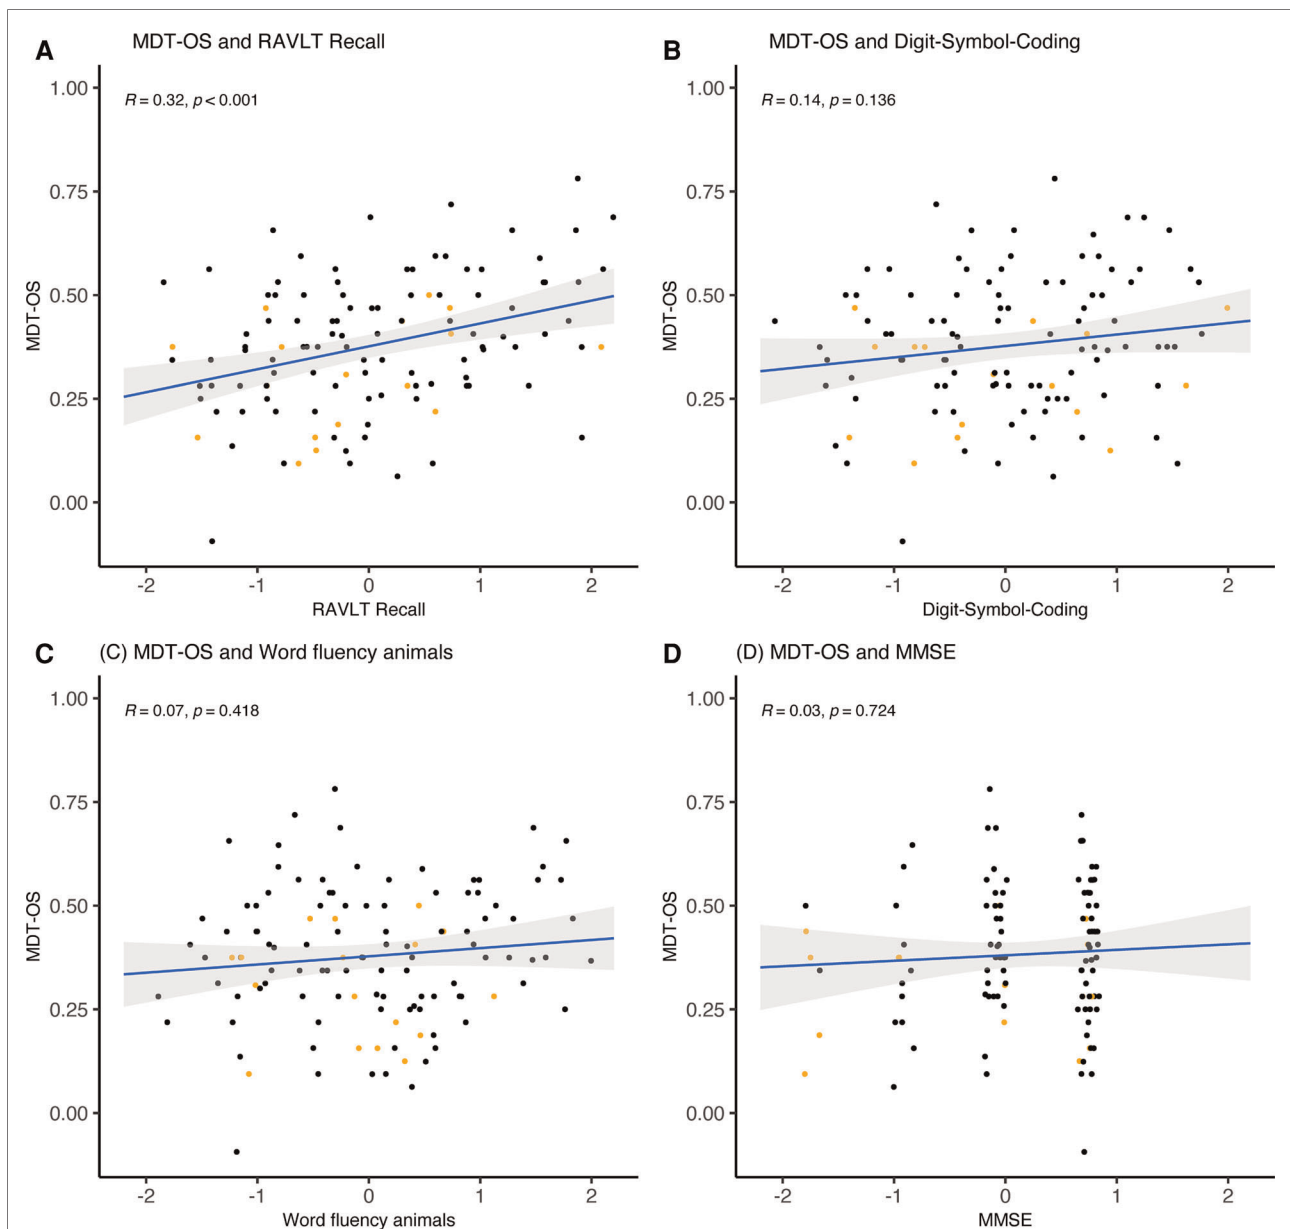 A MDT-OS and RAVLT Recall
R = 0.32, p < 0.001
1.00
0.75
0.50
0.25
0.00
MDT-OS
-2 -1 0 1 2
RAVLT Recall
B MDT-OS and Digit-Symbol-Coding
R = 0.14, p = 0.136
1.00
0.75
0.50
0.25
0.00
MDT-OS
-2 -1 0 1 2
Digit-Symbol-Coding
C (C) MDT-OS and Word fluency animals
R = 0.07, p = 0.418
1.00
0.75
0.50
0.25
0.00
MDT-OS
-2 -1 0 1 2
Word fluency animals
D (D) MDT-OS and MMSE
R = 0.03, p = 0.724
1.00
0.75
0.50
0.25
0.00
MDT-OS
-2 -1 0 1 2
MMSE